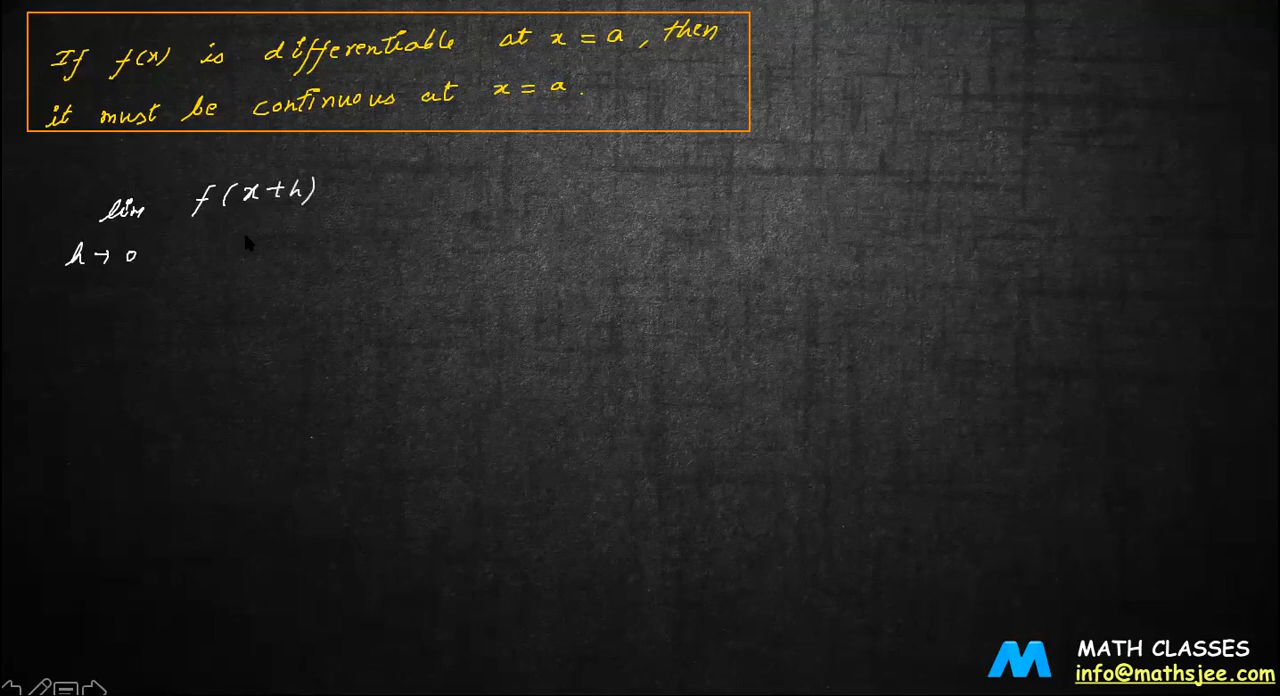 If f(x) is differentiable at x = a, then
it must be continuous at x = a.
lim f(x+h)
h→0
MATH CLASSES
info@mathsjee.com